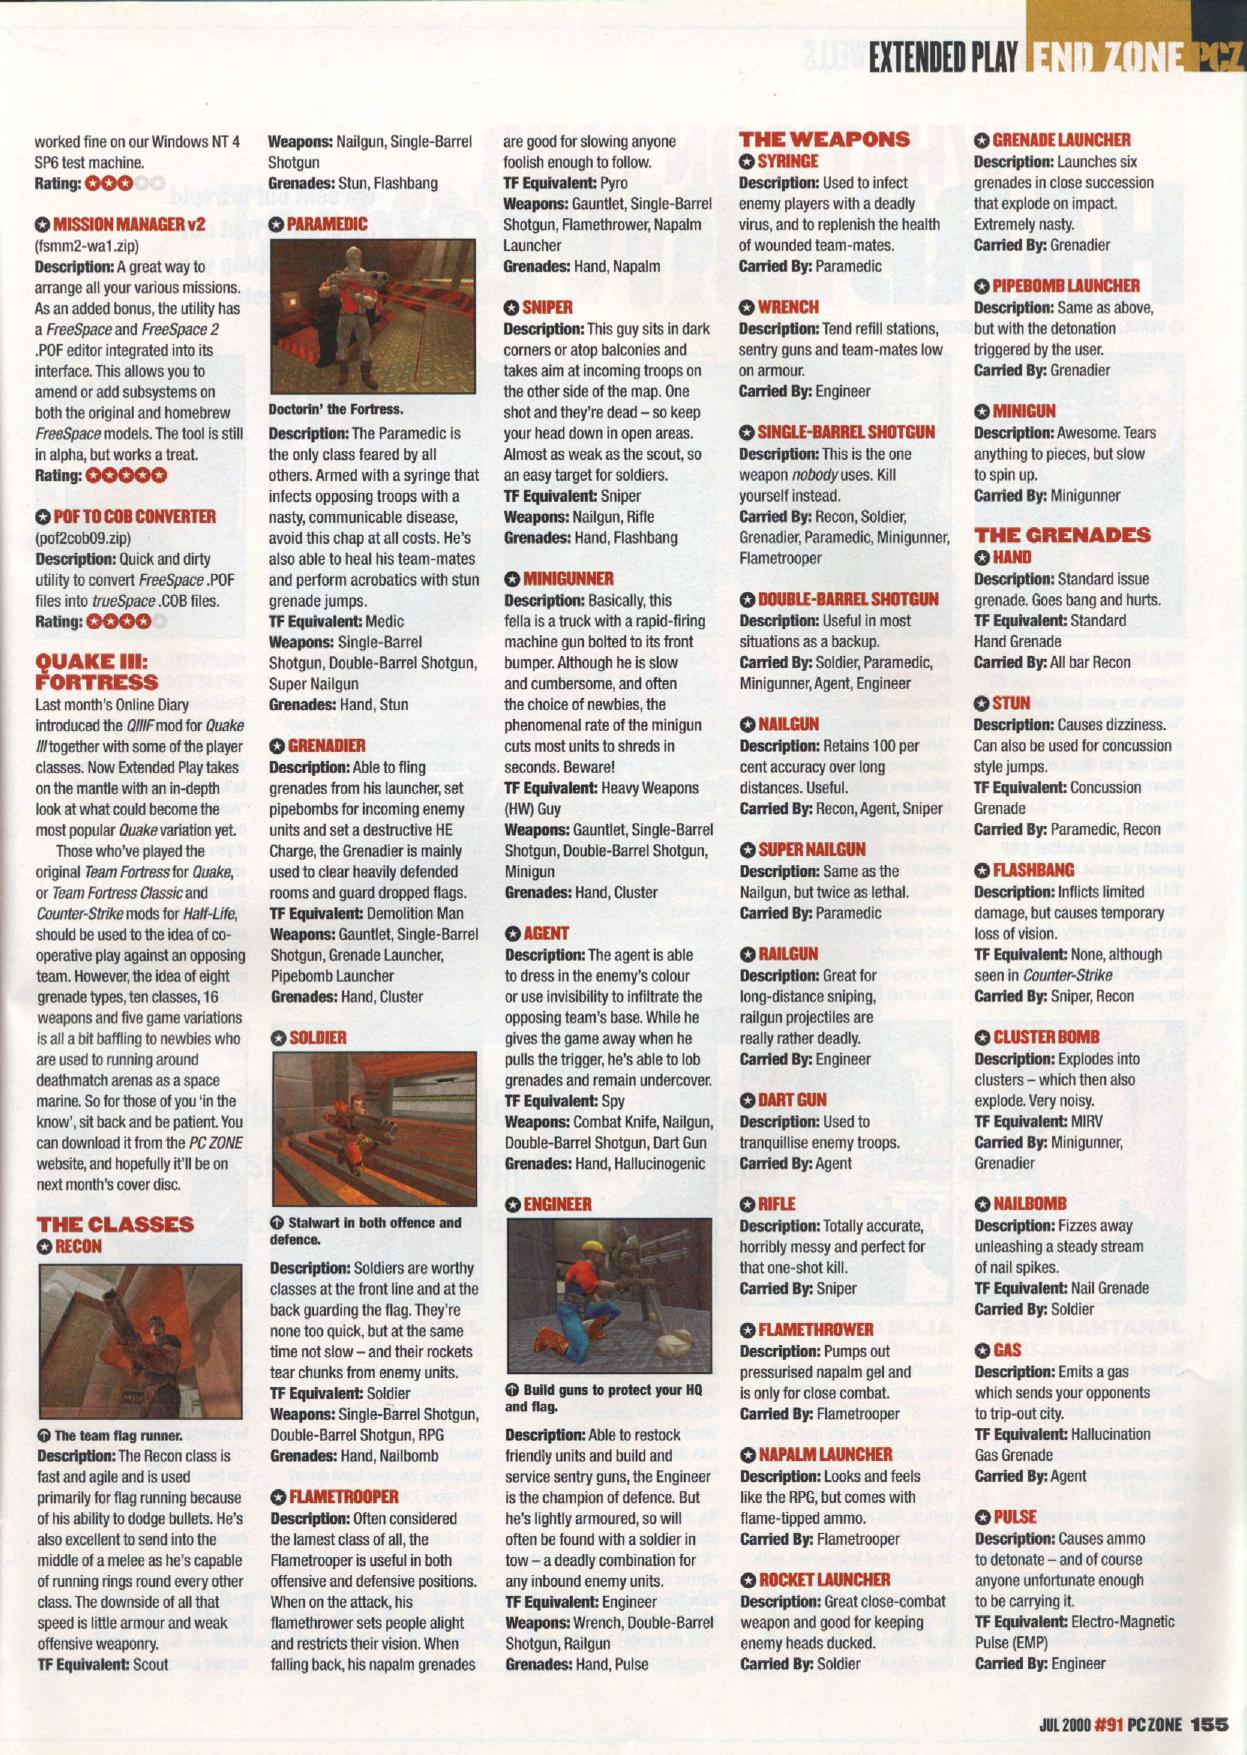 EXTENDED PLAY END ZONE PCZ
worked fine on our Windows NT 4
SP6 test machine.
Rating:
MISSION MANAGER v2
(fsmm2-wa1.zip)
Description: A great way to
arrange all your various missions.
As an added bonus, the utility has
a FreeSpace and FreeSpace 2
.POF editor integrated into its
interface. This allows you to
amend or add subsystems on
both the original and homebrew
FreeSpace models. The tool is still
in alpha, but works a treat.
Rating:
POF TO COB CONVERTER
(pof2cob09.zip)
Description: Quick and dirty
utility to convert FreeSpace .POF
files into trueSpace .COB files.
Rating:
QUAKE III:
FORTRESS
Last month's Online Diary
introduced the QIIIF mod for Quake
III together with some of the player
classes. Now Extended Play takes
on the mantle with an in-depth
look at what could become the
most popular Quake variation yet.
Those who've played the
original Team Fortress for Quake,
or Team Fortress Classic and
Counter-Strike mods for Half-Life,
should be used to the idea of co-
operative play against an opposing
team. However, the idea of eight
grenade types, ten classes, 16
weapons and five game variations
is all a bit baffling to newbies who
are used to running around
deathmatch arenas as a space
marine. So for those of you 'in the
know', sit back and be patient. You
can download it from the PC ZONE
website, and hopefully it'll be on
next month's cover disc.
THE CLASSES
RECON
The team flag runner.
Description: The Recon class is
fast and agile and is used
primarily for flag running because
of his ability to dodge bullets. He's
also excellent to send into the
middle of a melee as he's capable
of running rings round every other
class. The downside of all that
speed is little armour and weak
offensive weaponry.
TF Equivalent: Scout
Weapons: Nailgun, Single-Barrel
Shotgun
Grenades: Stun, Flashbang
PARAMEDIC
Doctorin' the Fortress.
Description: The Paramedic is
the only class feared by all
others. Armed with a syringe that
infects opposing troops with a
nasty, communicable disease,
avoid this chap at all costs. He's
also able to heal his team-mates
and perform acrobatics with stun
grenade jumps.
TF Equivalent: Medic
Weapons: Single-Barrel
Shotgun, Double-Barrel Shotgun,
Super Nailgun
Grenades: Hand, Stun
GRENADIER
Description: Able to fling
grenades from his launcher, set
pipebombs for incoming enemy
units and set a destructive HE
Charge, the Grenadier is mainly
used to clear heavily defended
rooms and guard dropped flags.
TF Equivalent: Demolition Man
Weapons: Gauntlet, Single-Barrel
Shotgun, Grenade Launcher,
Pipebomb Launcher
Grenades: Hand, Cluster
SOLDIER
Stalwart in both offence and
defence.
Description: Soldiers are worthy
classes at the front line and at the
back guarding the flag. They're
none too quick, but at the same
time not slow – and their rockets
tear chunks from enemy units.
TF Equivalent: Soldier
Weapons: Single-Barrel Shotgun,
Double-Barrel Shotgun, RPG
Grenades: Hand, Nailbomb
FLAMETROOPER
Description: Often considered
the lamest class of all, the
Flametrooper is useful in both
offensive and defensive positions.
When on the attack, his
flamethrower sets people alight
and restricts their vision. When
falling back, his napalm grenades
are good for slowing anyone
foolish enough to follow.
TF Equivalent: Pyro
Weapons: Gauntlet, Single-Barrel
Shotgun, Flamethrower, Napalm
Launcher
Grenades: Hand, Napalm
SNIPER
Description: This guy sits in dark
corners or atop balconies and
takes aim at incoming troops on
the other side of the map. One
shot and they're dead – so keep
your head down in open areas.
Almost as weak as the scout, so
an easy target for soldiers.
TF Equivalent: Sniper
Weapons: Nailgun, Rifle
Grenades: Hand, Flashbang
MINIGUNNER
Description: Basically, this
fella is a truck with a rapid-firing
machine gun bolted to its front
bumper. Although he is slow
and cumbersome, and often
the choice of newbies, the
phenomenal rate of the minigun
cuts most units to shreds in
seconds. Beware!
TF Equivalent: Heavy Weapons
(HW) Guy
Weapons: Gauntlet, Single-Barrel
Shotgun, Double-Barrel Shotgun,
Minigun
Grenades: Hand, Cluster
AGENT
Description: The agent is able
to dress in the enemy's colour
or use invisibility to infiltrate the
opposing team's base. While he
gives the game away when he
pulls the trigger, he's able to lob
grenades and remain undercover.
TF Equivalent: Spy
Weapons: Combat Knife, Nailgun,
Double-Barrel Shotgun, Dart Gun
Grenades: Hand, Hallucinogenic
ENGINEER
Build guns to protect your HQ
and flag.
Description: Able to restock
friendly units and build and
service sentry guns, the Engineer
is the champion of defence. But
he's lightly armoured, so will
often be found with a soldier in
tow – a deadly combination for
any inbound enemy units.
TF Equivalent: Engineer
Weapons: Wrench, Double-Barrel
Shotgun, Railgun
Grenades: Hand, Pulse
THE WEAPONS
SYRINGE
Description: Used to infect
enemy players with a deadly
virus, and to replenish the health
of wounded team-mates.
Carried By: Paramedic
WRENCH
Description: Tend refill stations,
sentry guns and team-mates low
on armour.
Carried By: Engineer
SINGLE-BARREL SHOTGUN
Description: This is the one
weapon nobody uses. Kill
yourself instead.
Carried By: Recon, Soldier,
Grenadier, Paramedic, Minigunner,
Flametrooper
DOUBLE-BARREL SHOTGUN
Description: Useful in most
situations as a backup.
Carried By: Soldier, Paramedic,
Minigunner, Agent, Engineer
NAILGUN
Description: Retains 100 per
cent accuracy over long
distances. Useful.
Carried By: Recon, Agent, Sniper
SUPER NAILGUN
Description: Same as the
Nailgun, but twice as lethal.
Carried By: Paramedic
RAILGUN
Description: Great for
long-distance sniping,
railgun projectiles are
really rather deadly.
Carried By: Engineer
DART GUN
Description: Used to
tranquillise enemy troops.
Carried By: Agent
RIFLE
Description: Totally accurate,
horribly messy and perfect for
that one-shot kill.
Carried By: Sniper
FLAMETHROWER
Description: Pumps out
pressurised napalm gel and
is only for close combat.
Carried By: Flametrooper
NAPALM LAUNCHER
Description: Looks and feels
like the RPG, but comes with
flame-tipped ammo.
Carried By: Flametrooper
ROCKET LAUNCHER
Description: Great close-combat
weapon and good for keeping
enemy heads ducked.
Carried By: Soldier
GRENADE LAUNCHER
Description: Launches six
grenades in close succession
that explode on impact.
Extremely nasty.
Carried By: Grenadier
PIPEBOMB LAUNCHER
Description: Same as above,
but with the detonation
triggered by the user.
Carried By: Grenadier
MINIGUN
Description: Awesome. Tears
anything to pieces, but slow
to spin up.
Carried By: Minigunner
THE GRENADES
HAND
Description: Standard issue
grenade. Goes bang and hurts.
TF Equivalent: Standard
Hand Grenade
Carried By: All bar Recon
STUN
Description: Causes dizziness.
Can also be used for concussion
style jumps.
TF Equivalent: Concussion
Grenade
Carried By: Paramedic, Recon
FLASHBANG
Description: Inflicts limited
damage, but causes temporary
loss of vision.
TF Equivalent: None, although
seen in Counter-Strike
Carried By: Sniper, Recon
CLUSTER BOMB
Description: Explodes into
clusters – which then also
explode. Very noisy.
TF Equivalent: MIRV
Carried By: Minigunner,
Grenadier
NAILBOMB
Description: Fizzes away
unleashing a steady stream
of nail spikes.
TF Equivalent: Nail Grenade
Carried By: Soldier
GAS
Description: Emits a gas
which sends your opponents
to trip-out city.
TF Equivalent: Hallucination
Gas Grenade
Carried By: Agent
PULSE
Description: Causes ammo
to detonate – and of course
anyone unfortunate enough
to be carrying it.
TF Equivalent: Electro-Magnetic
Pulse (EMP)
Carried By: Engineer
JUL 2000 #91 PC ZONE 155